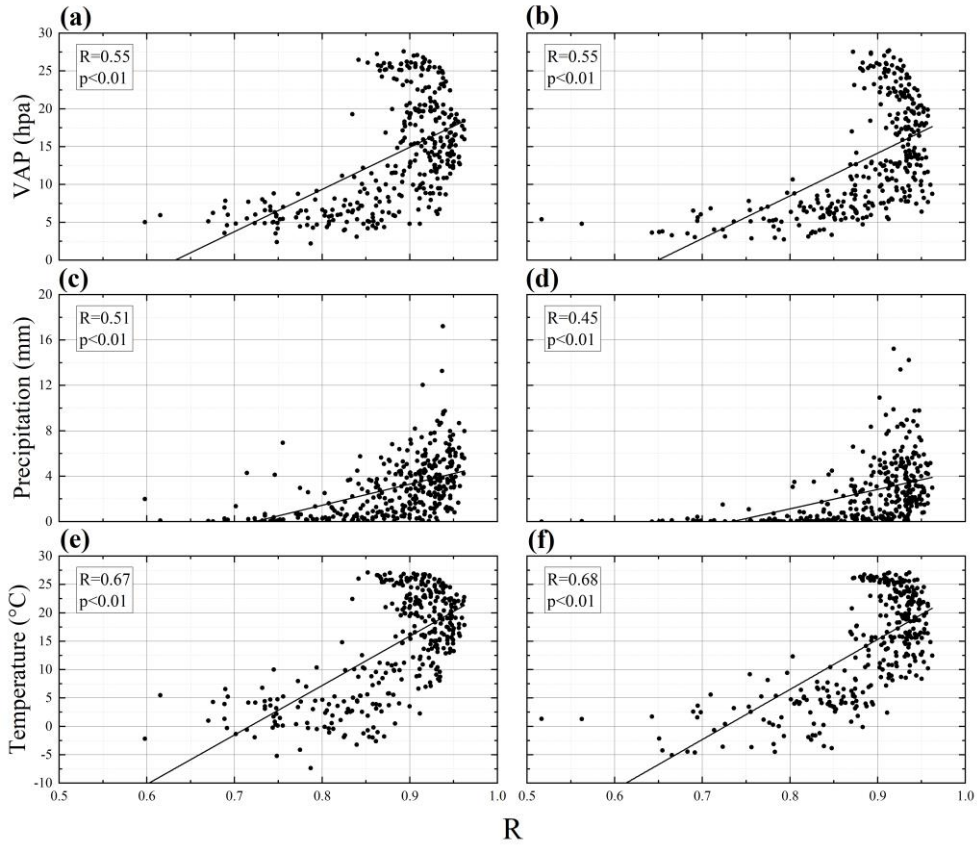 (a) (b)
30
25
20
15
10
5
0
VAP (hpa)
R=0.55
p<0.01
R=0.55
p<0.01
(c) (d)
20
16
12
8
4
0
Precipitation (mm)
R=0.51
p<0.01
R=0.45
p<0.01
(e) (f)
30
25
20
15
10
5
0
-5
-10
Temperature (°C)
R=0.67
p<0.01
R=0.68
p<0.01
0.5 0.6 0.7 0.8 0.9 1.0 0.5 0.6 0.7 0.8 0.9 1.0
R